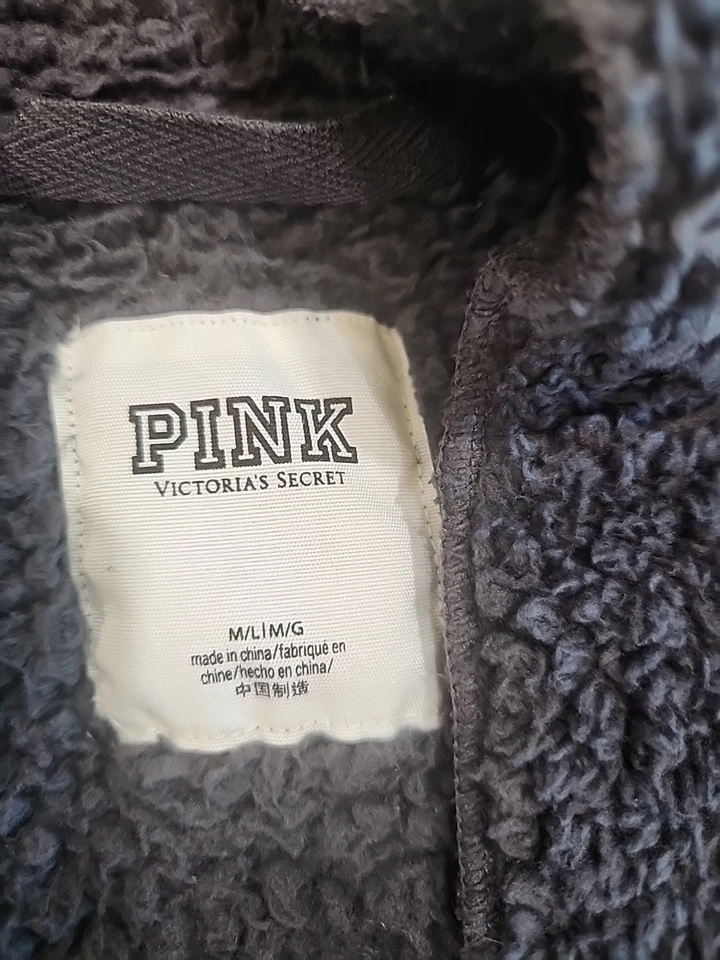 PINK
VICTORIA'S SECRET
M/L|M/G
made in china/fabriqué en
chine/hecho en china/
中国制造